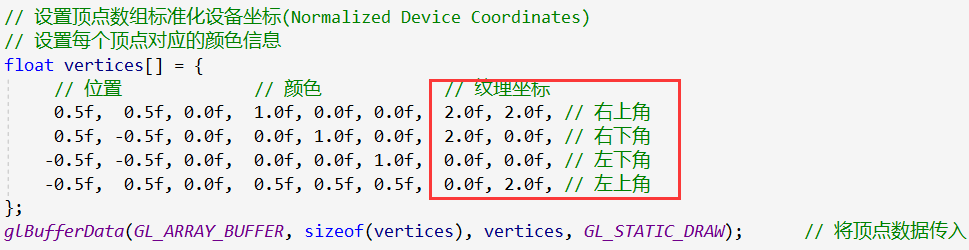 // 设置顶点数组标准化设备坐标(Normalized Device Coordinates)
// 设置每个顶点对应的颜色信息
float vertices[] = {
// 位置 // 颜色 // 纹理坐标
0.5f, 0.5f, 0.0f, 1.0f, 0.0f, 0.0f, 2.0f, 2.0f, // 右上角
0.5f, -0.5f, 0.0f, 0.0f, 1.0f, 0.0f, 2.0f, 0.0f, // 右下角
-0.5f, -0.5f, 0.0f, 0.0f, 0.0f, 1.0f, 0.0f, 0.0f, // 左下角
-0.5f, 0.5f, 0.0f, 0.5f, 0.5f, 0.5f, 0.0f, 2.0f, // 左上角
};
glBufferData(GL_ARRAY_BUFFER, sizeof(vertices), vertices, GL_STATIC_DRAW); // 将顶点数据传入